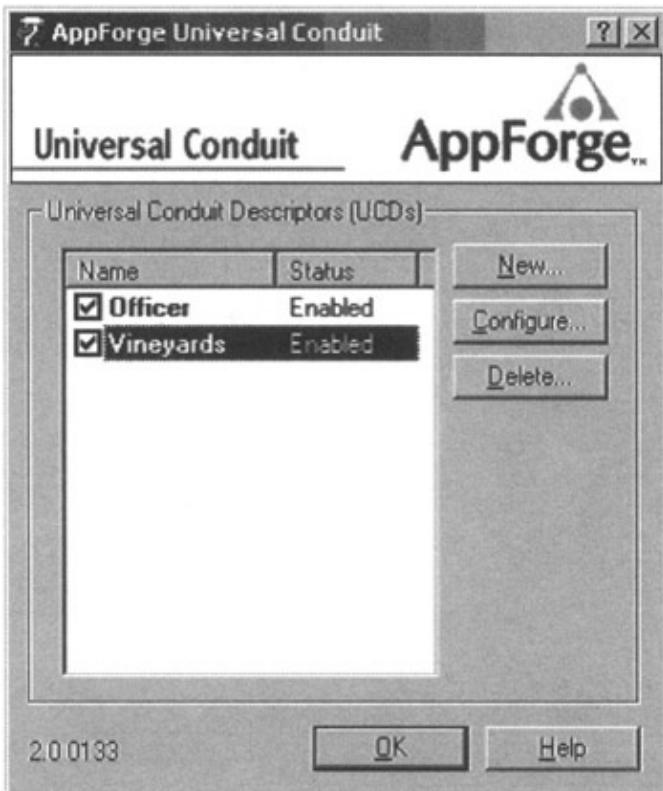 AppForge Universal Conduit
Universal Conduit
AppForge™
Universal Conduit Descriptors (UCDs)
Name Status
Officer Enabled
Vineyards Enabled
New...
Configure...
Delete...
2.0.0133
OK
Help